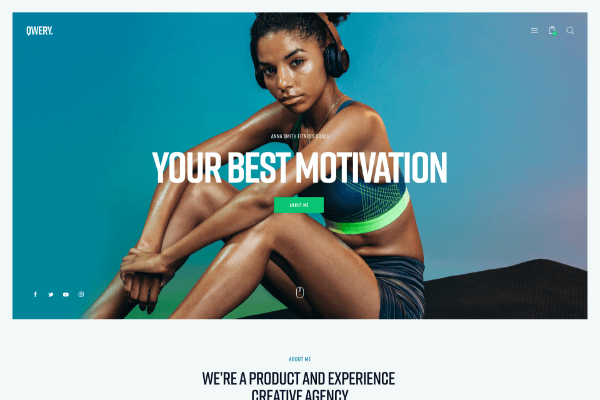 QWERY.
ANNA SMITH FITNESS COACH
YOUR BEST MOTIVATION
ABOUT ME
ABOUT ME
WE'RE A PRODUCT AND EXPERIENCE
CREATIVE AGENCY